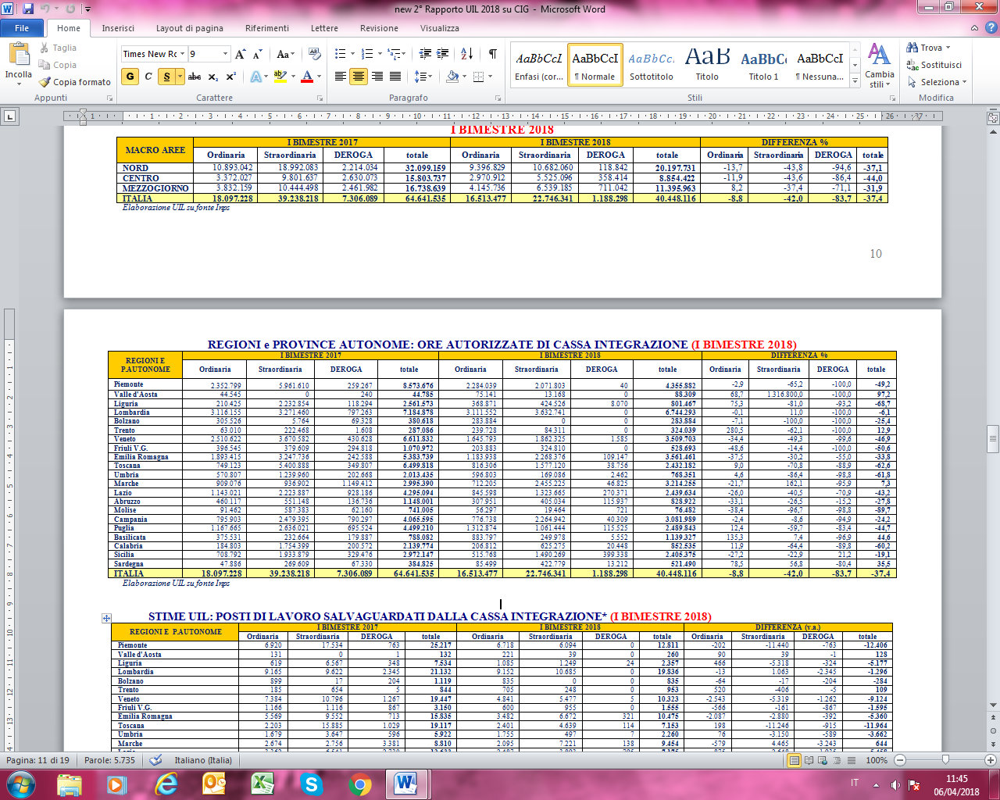 new 2° Rapporto UIL 2018 su CIG - Microsoft Word
File Home Inserisci Layout di pagina Riferimenti Lettere Revisione Visualizza
Incolla Taglia Copia Copia formato
Times New Ro 9
AaBbCcI AaBbCcI AaBbCc. AaB AaBbCc AaBbCcI
Enfasi (cor... ¶ Normale Sottotitolo Titolo Titolo 1 ¶ Nessuna...
Cambia stili
Trova Sostituisci Seleziona
Appunti Carattere Paragrafo Stili Modifica
I BIMESTRE 2018
MACRO AREE I BIMESTRE 2017 I BIMESTRE 2018 DIFFERENZA %
Ordinaria Straordinaria DEROGA totale Ordinaria Straordinaria DEROGA totale Ordinaria Straordinaria DEROGA totale
NORD 10.893.042 18.992.083 2.214.034 32.099.159 9.396.829 10.682.060 118.842 20.197.731 -13,7 -43,8 -94,6 -37,1
CENTRO 3.372.027 9.801.637 2.630.073 15.803.737 2.970.912 5.525.096 358.414 8.854.422 -11,9 -43,6 -86,4 -44,0
MEZZOGIORNO 3.832.159 10.444.498 2.461.982 16.738.639 4.145.736 6.539.185 711.042 11.395.963 8,2 -37,4 -71,1 -31,9
ITALIA 18.097.228 39.238.218 7.306.089 64.641.535 16.513.477 22.746.341 1.188.298 40.448.116 -8,8 -42,0 -83,7 -37,4
Elaborazione UIL su fonte Inps
10
REGIONI e PROVINCE AUTONOME: ORE AUTORIZZATE DI CASSA INTEGRAZIONE (I BIMESTRE 2018)
REGIONI E P.AUTONOME I BIMESTRE 2017 I BIMESTRE 2018 DIFFERENZA %
Ordinaria Straordinaria DEROGA totale Ordinaria Straordinaria DEROGA totale Ordinaria Straordinaria DEROGA totale
Piemonte 2.352.799 5.961.610 259.267 8.573.676 2.284.039 2.071.803 40 4.355.882 -2,9 -65,2 -100,0 -49,2
Valle d'Aosta 44.545 0 240 44.785 75.141 13.168 0 88.309 68,7 1.316.800,0 -100,0 97,2
Liguria 210.425 2.232.854 118.294 2.561.573 368.871 424.526 8.070 801.467 75,3 -81,0 -93,2 -68,7
Lombardia 3.116.155 3.271.460 797.263 7.184.878 3.111.552 3.632.741 0 6.744.293 -0,1 11,0 -100,0 -6,1
Bolzano 305.526 5.764 69.328 380.618 283.884 0 0 283.884 -7,1 -100,0 -100,0 -25,4
Trento 63.010 222.468 1.608 287.086 239.728 84.311 0 324.039 280,5 -62,1 -100,0 12,9
Veneto 2.510.622 3.670.582 430.628 6.611.832 1.645.793 1.862.325 1.585 3.509.703 -34,4 -49,3 -99,6 -46,9
Friuli V.G. 396.545 379.609 294.818 1.070.972 203.883 324.810 0 528.693 -48,6 -14,4 -100,0 -50,6
Emilia Romagna 1.893.415 3.247.736 242.588 5.383.739 1.183.938 2.268.376 109.147 3.561.461 -37,5 -30,2 -55,0 -33,8
Toscana 749.123 5.400.888 349.807 6.499.818 816.306 1.577.120 38.756 2.432.182 9,0 -70,8 -88,9 -62,6
Umbria 570.807 1.239.960 202.668 2.013.435 596.803 169.086 2.462 768.351 4,6 -86,4 -98,8 -61,8
Marche 909.076 936.902 1.149.412 2.995.390 712.205 2.455.225 46.825 3.214.255 -21,7 162,1 -95,9 7,3
Lazio 1.143.021 2.223.887 928.186 4.295.094 845.598 1.323.665 270.371 2.439.634 -26,0 -40,5 -70,9 -43,2
Abruzzo 460.117 551.148 136.736 1.148.001 307.951 405.034 115.937 828.922 -33,1 -26,5 -15,2 -27,8
Molise 91.462 587.383 62.160 741.005 56.297 19.464 721 76.482 -38,4 -96,7 -98,8 -89,7
Campania 795.903 2.479.395 790.297 4.065.595 776.738 2.264.942 40.309 3.081.989 -2,4 -8,6 -94,9 -24,2
Puglia 1.167.665 2.636.021 695.524 4.499.210 1.312.874 1.061.444 115.525 2.489.843 12,4 -59,7 -83,4 -44,7
Basilicata 375.531 232.664 179.887 788.082 883.797 249.978 5.552 1.139.327 135,3 7,4 -96,9 44,6
Calabria 184.803 1.754.399 200.572 2.139.774 206.812 625.275 20.448 852.535 11,9 -64,4 -89,8 -60,2
Sicilia 708.792 1.933.879 329.476 2.972.147 515.768 1.490.269 399.338 2.405.375 -27,2 -22,9 21,2 -19,1
Sardegna 47.886 269.609 67.330 384.825 85.499 422.779 13.212 521.490 78,5 56,8 -80,4 35,5
ITALIA 18.097.228 39.238.218 7.306.089 64.641.535 16.513.477 22.746.341 1.188.298 40.448.116 -8,8 -42,0 -83,7 -37,4
Elaborazione UIL su fonte Inps
STIME UIL: POSTI DI LAVORO SALVAGUARDATI DALLA CASSA INTEGRAZIONE* (I BIMESTRE 2018)
REGIONI E P.AUTONOME I BIMESTRE 2017 I BIMESTRE 2018 DIFFERENZA (v.a.)
Ordinaria Straordinaria DEROGA totale Ordinaria Straordinaria DEROGA totale Ordinaria Straordinaria DEROGA totale
Piemonte 6.920 17.534 763 25.217 6.718 6.094 0 12.811 -202 -11.440 -763 -12.406
Valle d'Aosta 131 0 1 132 221 39 0 260 90 39 -1 128
Liguria 619 6.567 348 7.534 1.085 1.249 24 2.357 466 -5.318 -324 -5.177
Lombardia 9.165 9.622 2.345 21.132 9.152 10.685 0 19.836 -13 1.063 -2.345 -1.296
Bolzano 899 17 204 1.119 835 0 0 835 -64 -17 -204 -284
Trento 185 654 5 844 705 248 0 953 520 -406 -5 109
Veneto 7.384 10.796 1.267 19.447 4.841 5.477 5 10.323 -2.543 -5.319 -1.262 -9.124
Friuli V.G. 1.166 1.116 867 3.150 600 955 0 1.555 -566 -161 -867 -1.595
Emilia Romagna 5.569 9.552 713 15.835 3.482 6.672 321 10.475 -2.087 -2.880 -392 -5.360
Toscana 2.203 15.885 1.029 19.117 2.401 4.639 114 7.153 198 -11.246 -915 -11.964
Umbria 1.679 3.647 596 5.922 1.755 497 7 2.260 76 -3.150 -589 -3.662
Marche 2.674 2.756 3.381 8.810 2.095 7.221 138 9.454 -579 4.465 -3.243 644
Pagina: 11 di 19 Parole: 5.735 Italiano (Italia) 100%
IT 11:45
06/04/2018